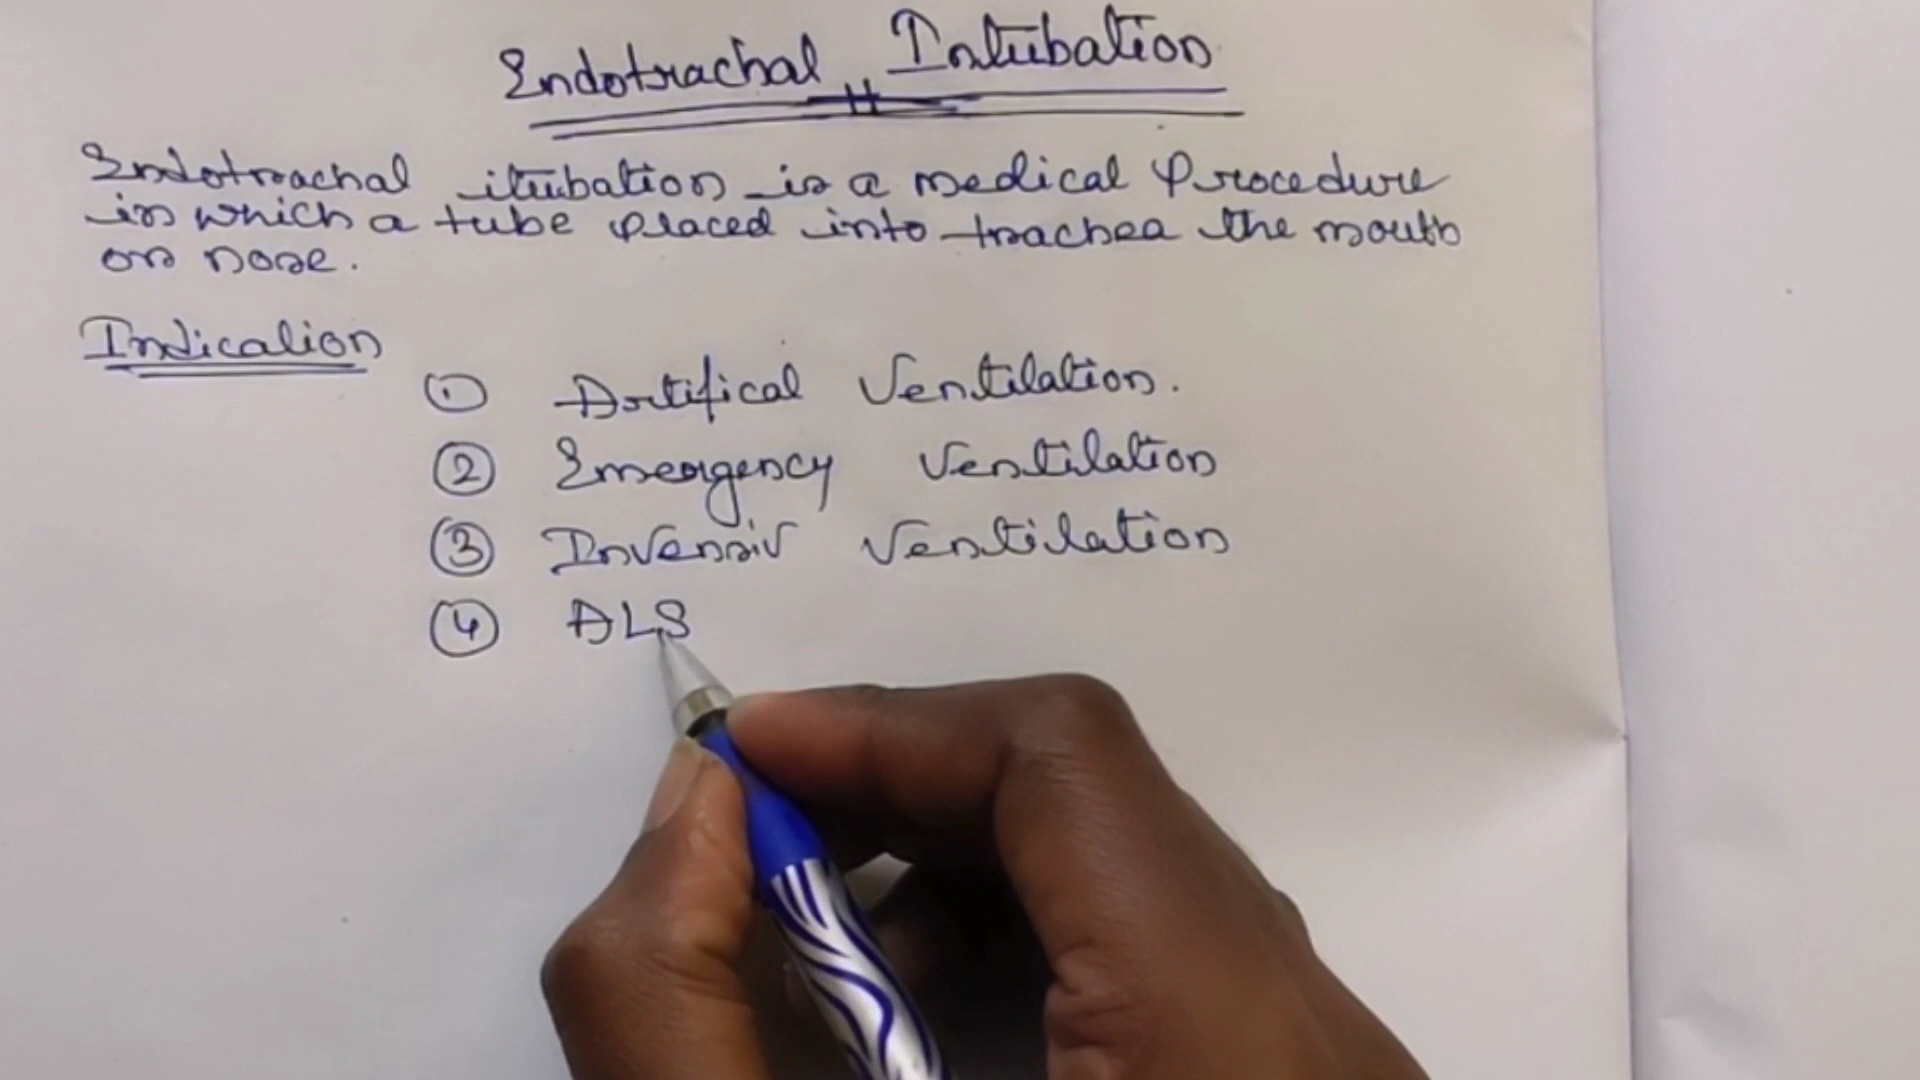 Endotrachal Intubation
Endotrachal itubation is a medical Procedure
in which a tube placed into trachea the mouth
or nose.
Indication
① Artifical Ventilation.
② Emergency Ventilation
③ Invensiv Ventilation
④ ALS